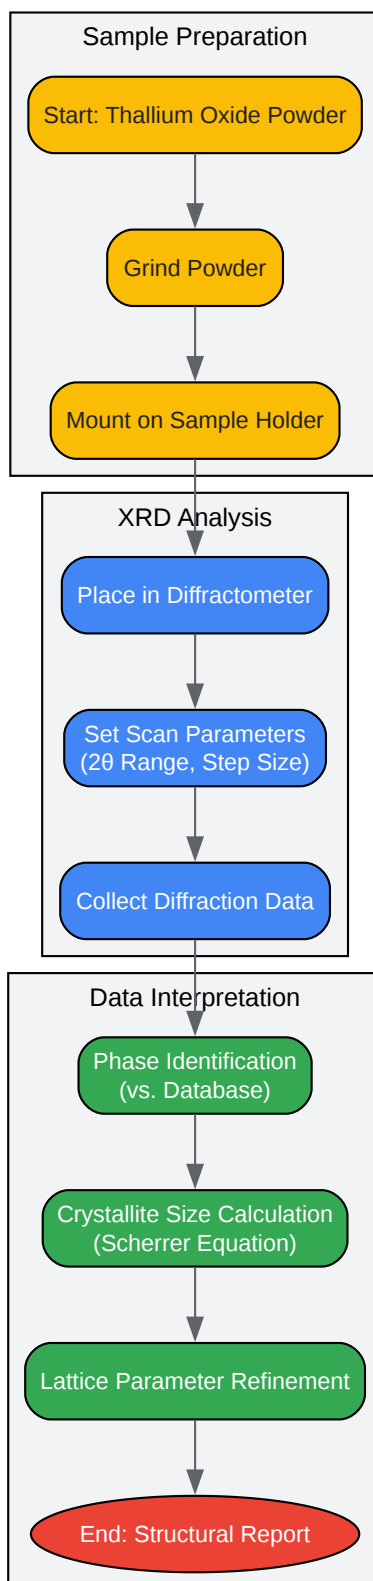 Sample Preparation
Start: Thallium Oxide Powder
Grind Powder
Mount on Sample Holder
XRD Analysis
Place in Diffractometer
Set Scan Parameters
(2θ Range, Step Size)
Collect Diffraction Data
Data Interpretation
Phase Identification
(vs. Database)
Crystallite Size Calculation
(Scherrer Equation)
Lattice Parameter Refinement
End: Structural Report